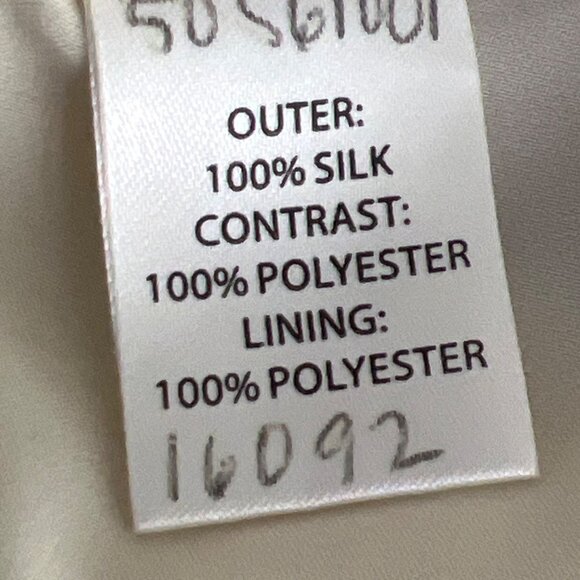 OUTER:
100% SILK
CONTRAST:
100% POLYESTER
LINING:
100% POLYESTER
16092